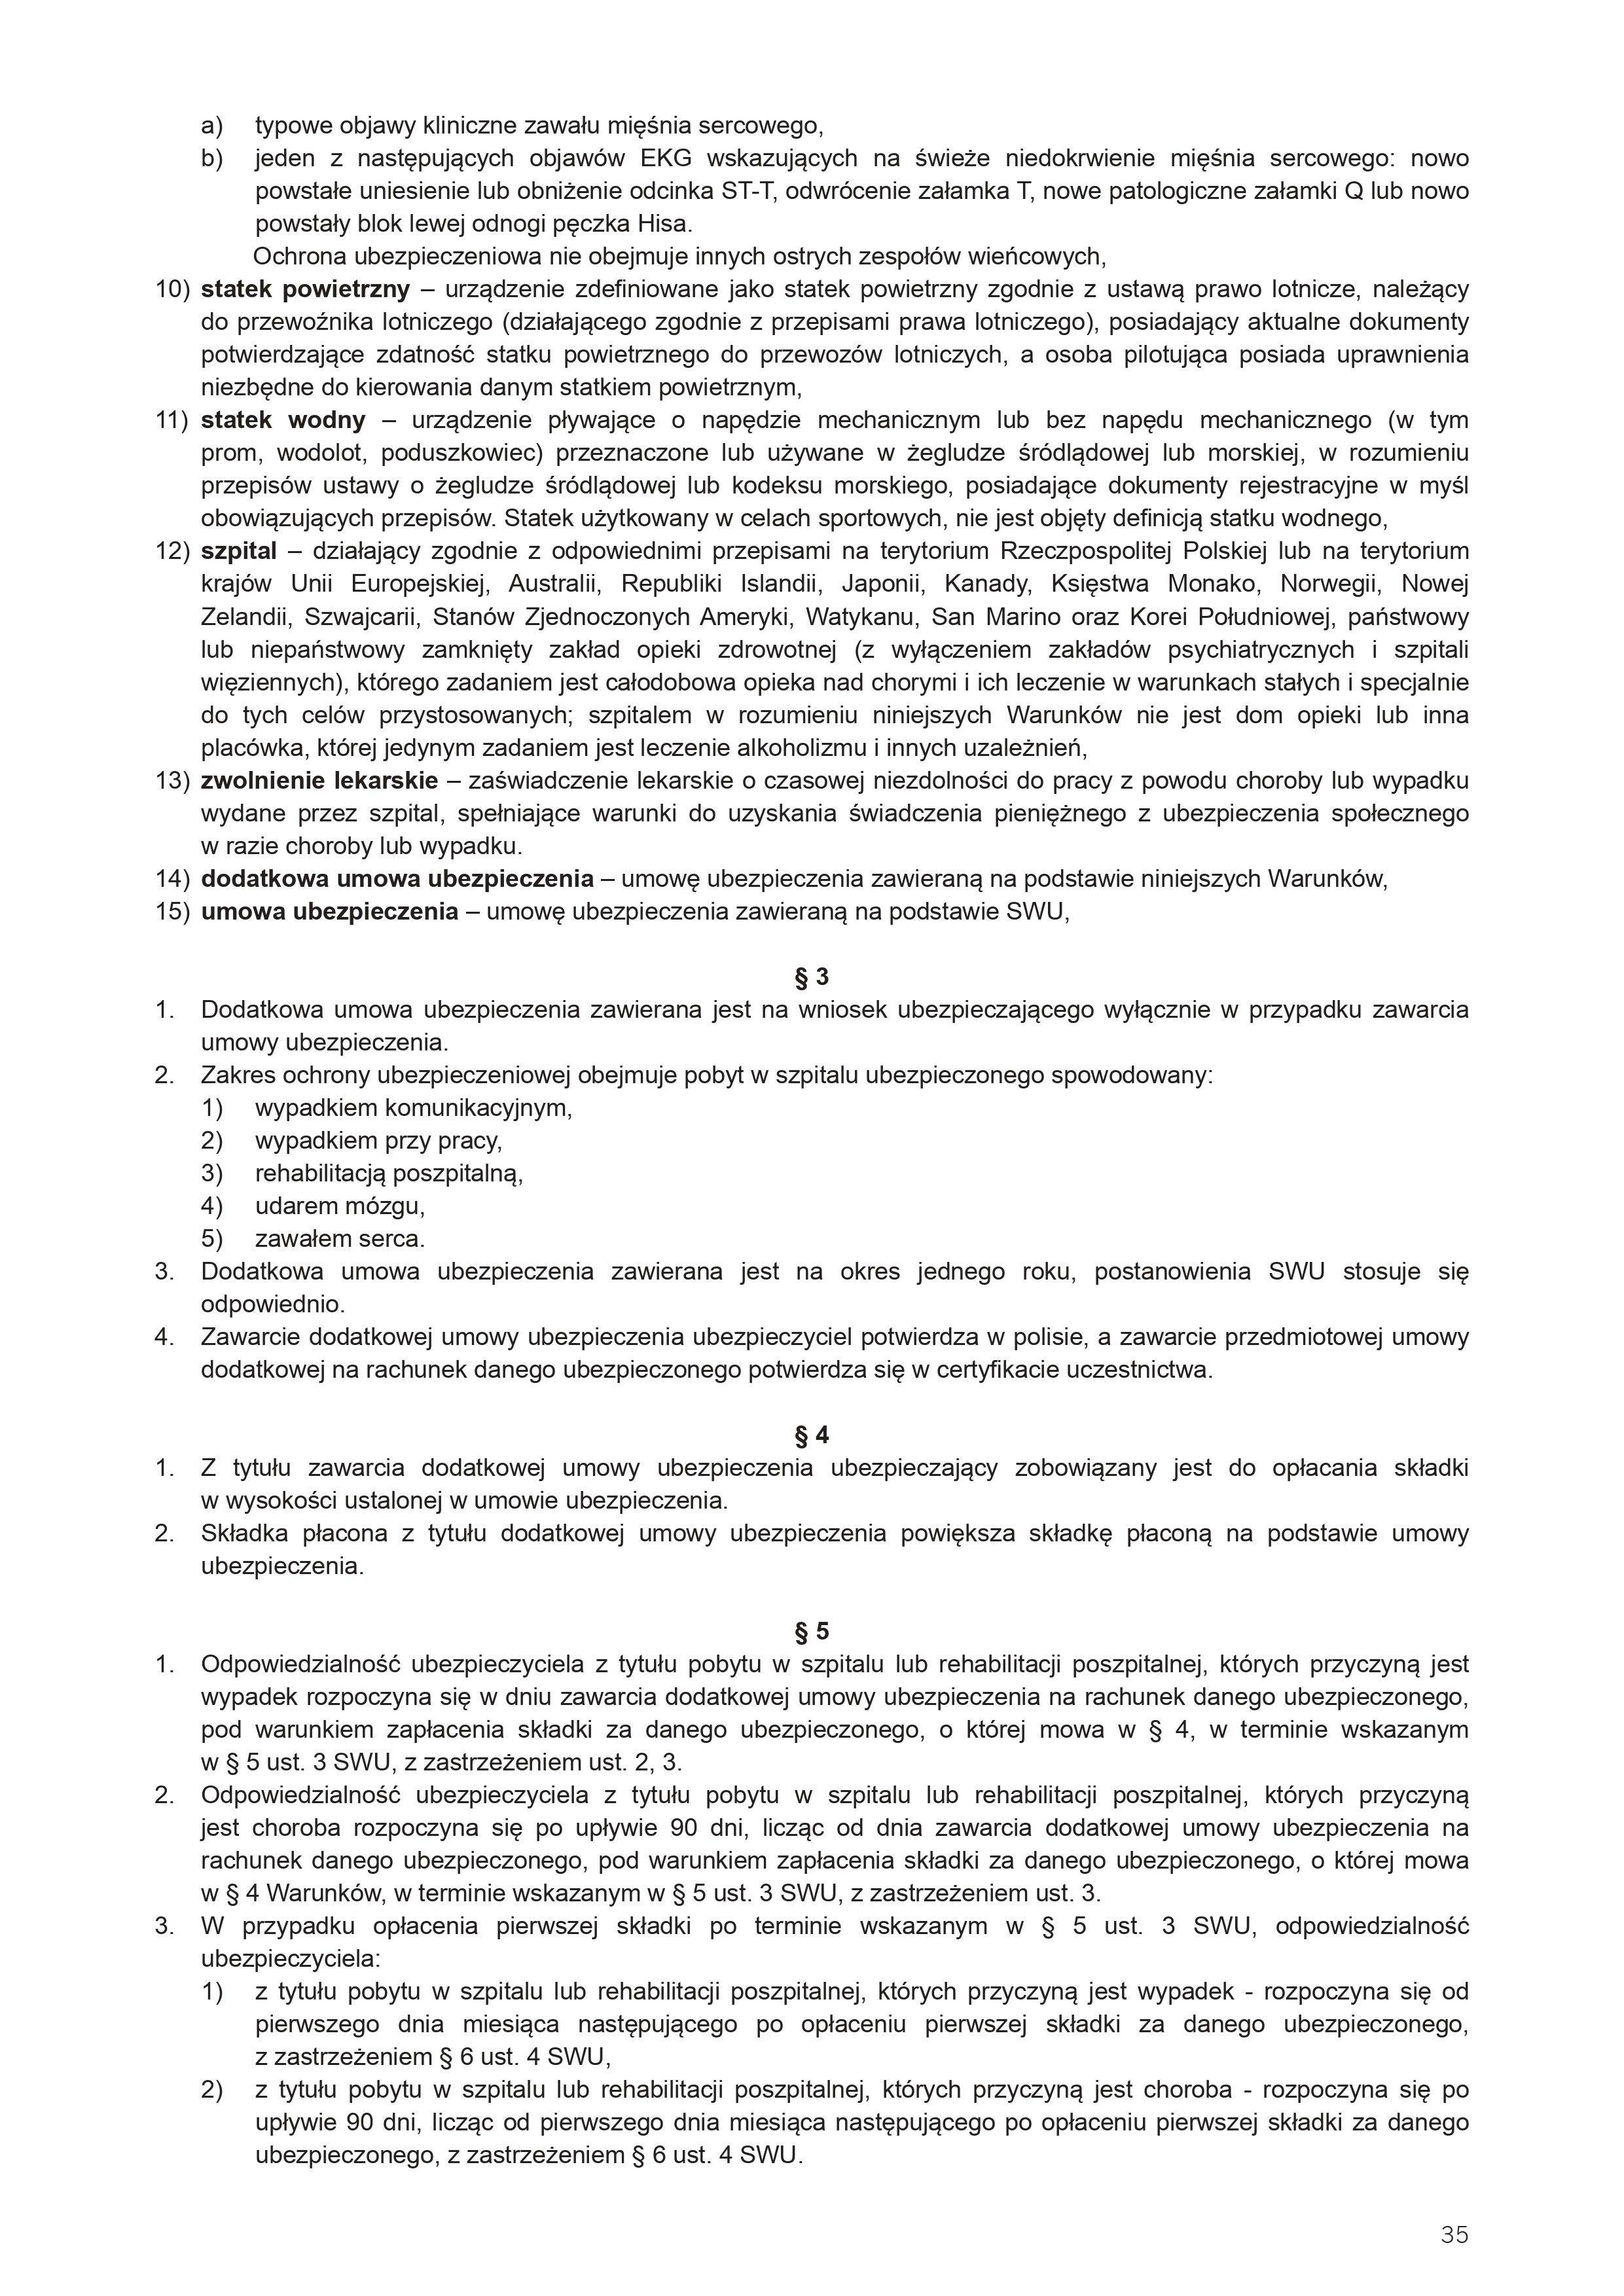 a) typowe objawy kliniczne zawału mięśnia sercowego,
b) jeden z następujących objawów EKG wskazujących na świeże niedokrwienie mięśnia sercowego: nowo
powstałe uniesienie lub obniżenie odcinka ST-T, odwrócenie załamka T, nowe patologiczne załamki Q lub nowo
powstały blok lewej odnogi pęczka Hisa.
Ochrona ubezpieczeniowa nie obejmuje innych ostrych zespołów wieńcowych,
10) statek powietrzny – urządzenie zdefiniowane jako statek powietrzny zgodnie z ustawą prawo lotnicze, należący
do przewoźnika lotniczego (działającego zgodnie z przepisami prawa lotniczego), posiadający aktualne dokumenty
potwierdzające zdatność statku powietrznego do przewozów lotniczych, a osoba pilotująca posiada uprawnienia
niezbędne do kierowania danym statkiem powietrznym,
11) statek wodny – urządzenie pływające o napędzie mechanicznym lub bez napędu mechanicznego (w tym
prom, wodolot, poduszkowiec) przeznaczone lub używane w żegludze śródlądowej lub morskiej, w rozumieniu
przepisów ustawy o żegludze śródlądowej lub kodeksu morskiego, posiadające dokumenty rejestracyjne w myśl
obowiązujących przepisów. Statek użytkowany w celach sportowych, nie jest objęty definicją statku wodnego,
12) szpital – działający zgodnie z odpowiednimi przepisami na terytorium Rzeczpospolitej Polskiej lub na terytorium
krajów Unii Europejskiej, Australii, Republiki Islandii, Japonii, Kanady, Księstwa Monako, Norwegii, Nowej
Zelandii, Szwajcarii, Stanów Zjednoczonych Ameryki, Watykanu, San Marino oraz Korei Południowej, państwowy
lub niepaństwowy zamknięty zakład opieki zdrowotnej (z wyłączeniem zakładów psychiatrycznych i szpitali
więziennych), którego zadaniem jest całodobowa opieka nad chorymi i ich leczenie w warunkach stałych i specjalnie
do tych celów przystosowanych; szpitalem w rozumieniu niniejszych Warunków nie jest dom opieki lub inna
placówka, której jedynym zadaniem jest leczenie alkoholizmu i innych uzależnień,
13) zwolnienie lekarskie – zaświadczenie lekarskie o czasowej niezdolności do pracy z powodu choroby lub wypadku
wydane przez szpital, spełniające warunki do uzyskania świadczenia pieniężnego z ubezpieczenia społecznego
w razie choroby lub wypadku.
14) dodatkowa umowa ubezpieczenia – umowę ubezpieczenia zawieraną na podstawie niniejszych Warunków,
15) umowa ubezpieczenia – umowę ubezpieczenia zawieraną na podstawie SWU,
§ 3
1. Dodatkowa umowa ubezpieczenia zawierana jest na wniosek ubezpieczającego wyłącznie w przypadku zawarcia
umowy ubezpieczenia.
2. Zakres ochrony ubezpieczeniowej obejmuje pobyt w szpitalu ubezpieczonego spowodowany:
1) wypadkiem komunikacyjnym,
2) wypadkiem przy pracy,
3) rehabilitacją poszpitalną,
4) udarem mózgu,
5) zawałem serca.
3. Dodatkowa umowa ubezpieczenia zawierana jest na okres jednego roku, postanowienia SWU stosuje się
odpowiednio.
4. Zawarcie dodatkowej umowy ubezpieczenia ubezpieczyciel potwierdza w polisie, a zawarcie przedmiotowej umowy
dodatkowej na rachunek danego ubezpieczonego potwierdza się w certyfikacie uczestnictwa.
§ 4
1. Z tytułu zawarcia dodatkowej umowy ubezpieczenia ubezpieczający zobowiązany jest do opłacania składki
w wysokości ustalonej w umowie ubezpieczenia.
2. Składka płacona z tytułu dodatkowej umowy ubezpieczenia powiększa składkę płaconą na podstawie umowy
ubezpieczenia.
§ 5
1. Odpowiedzialność ubezpieczyciela z tytułu pobytu w szpitalu lub rehabilitacji poszpitalnej, których przyczyną jest
wypadek rozpoczyna się w dniu zawarcia dodatkowej umowy ubezpieczenia na rachunek danego ubezpieczonego,
pod warunkiem zapłacenia składki za danego ubezpieczonego, o której mowa w § 4, w terminie wskazanym
w § 5 ust. 3 SWU, z zastrzeżeniem ust. 2, 3.
2. Odpowiedzialność ubezpieczyciela z tytułu pobytu w szpitalu lub rehabilitacji poszpitalnej, których przyczyną
jest choroba rozpoczyna się po upływie 90 dni, licząc od dnia zawarcia dodatkowej umowy ubezpieczenia na
rachunek danego ubezpieczonego, pod warunkiem zapłacenia składki za danego ubezpieczonego, o której mowa
w § 4 Warunków, w terminie wskazanym w § 5 ust. 3 SWU, z zastrzeżeniem ust. 3.
3. W przypadku opłacenia pierwszej składki po terminie wskazanym w § 5 ust. 3 SWU, odpowiedzialność
ubezpieczyciela:
1) z tytułu pobytu w szpitalu lub rehabilitacji poszpitalnej, których przyczyną jest wypadek - rozpoczyna się od
pierwszego dnia miesiąca następującego po opłaceniu pierwszej składki za danego ubezpieczonego,
z zastrzeżeniem § 6 ust. 4 SWU,
2) z tytułu pobytu w szpitalu lub rehabilitacji poszpitalnej, których przyczyną jest choroba - rozpoczyna się po
upływie 90 dni, licząc od pierwszego dnia miesiąca następującego po opłaceniu pierwszej składki za danego
ubezpieczonego, z zastrzeżeniem § 6 ust. 4 SWU.
35